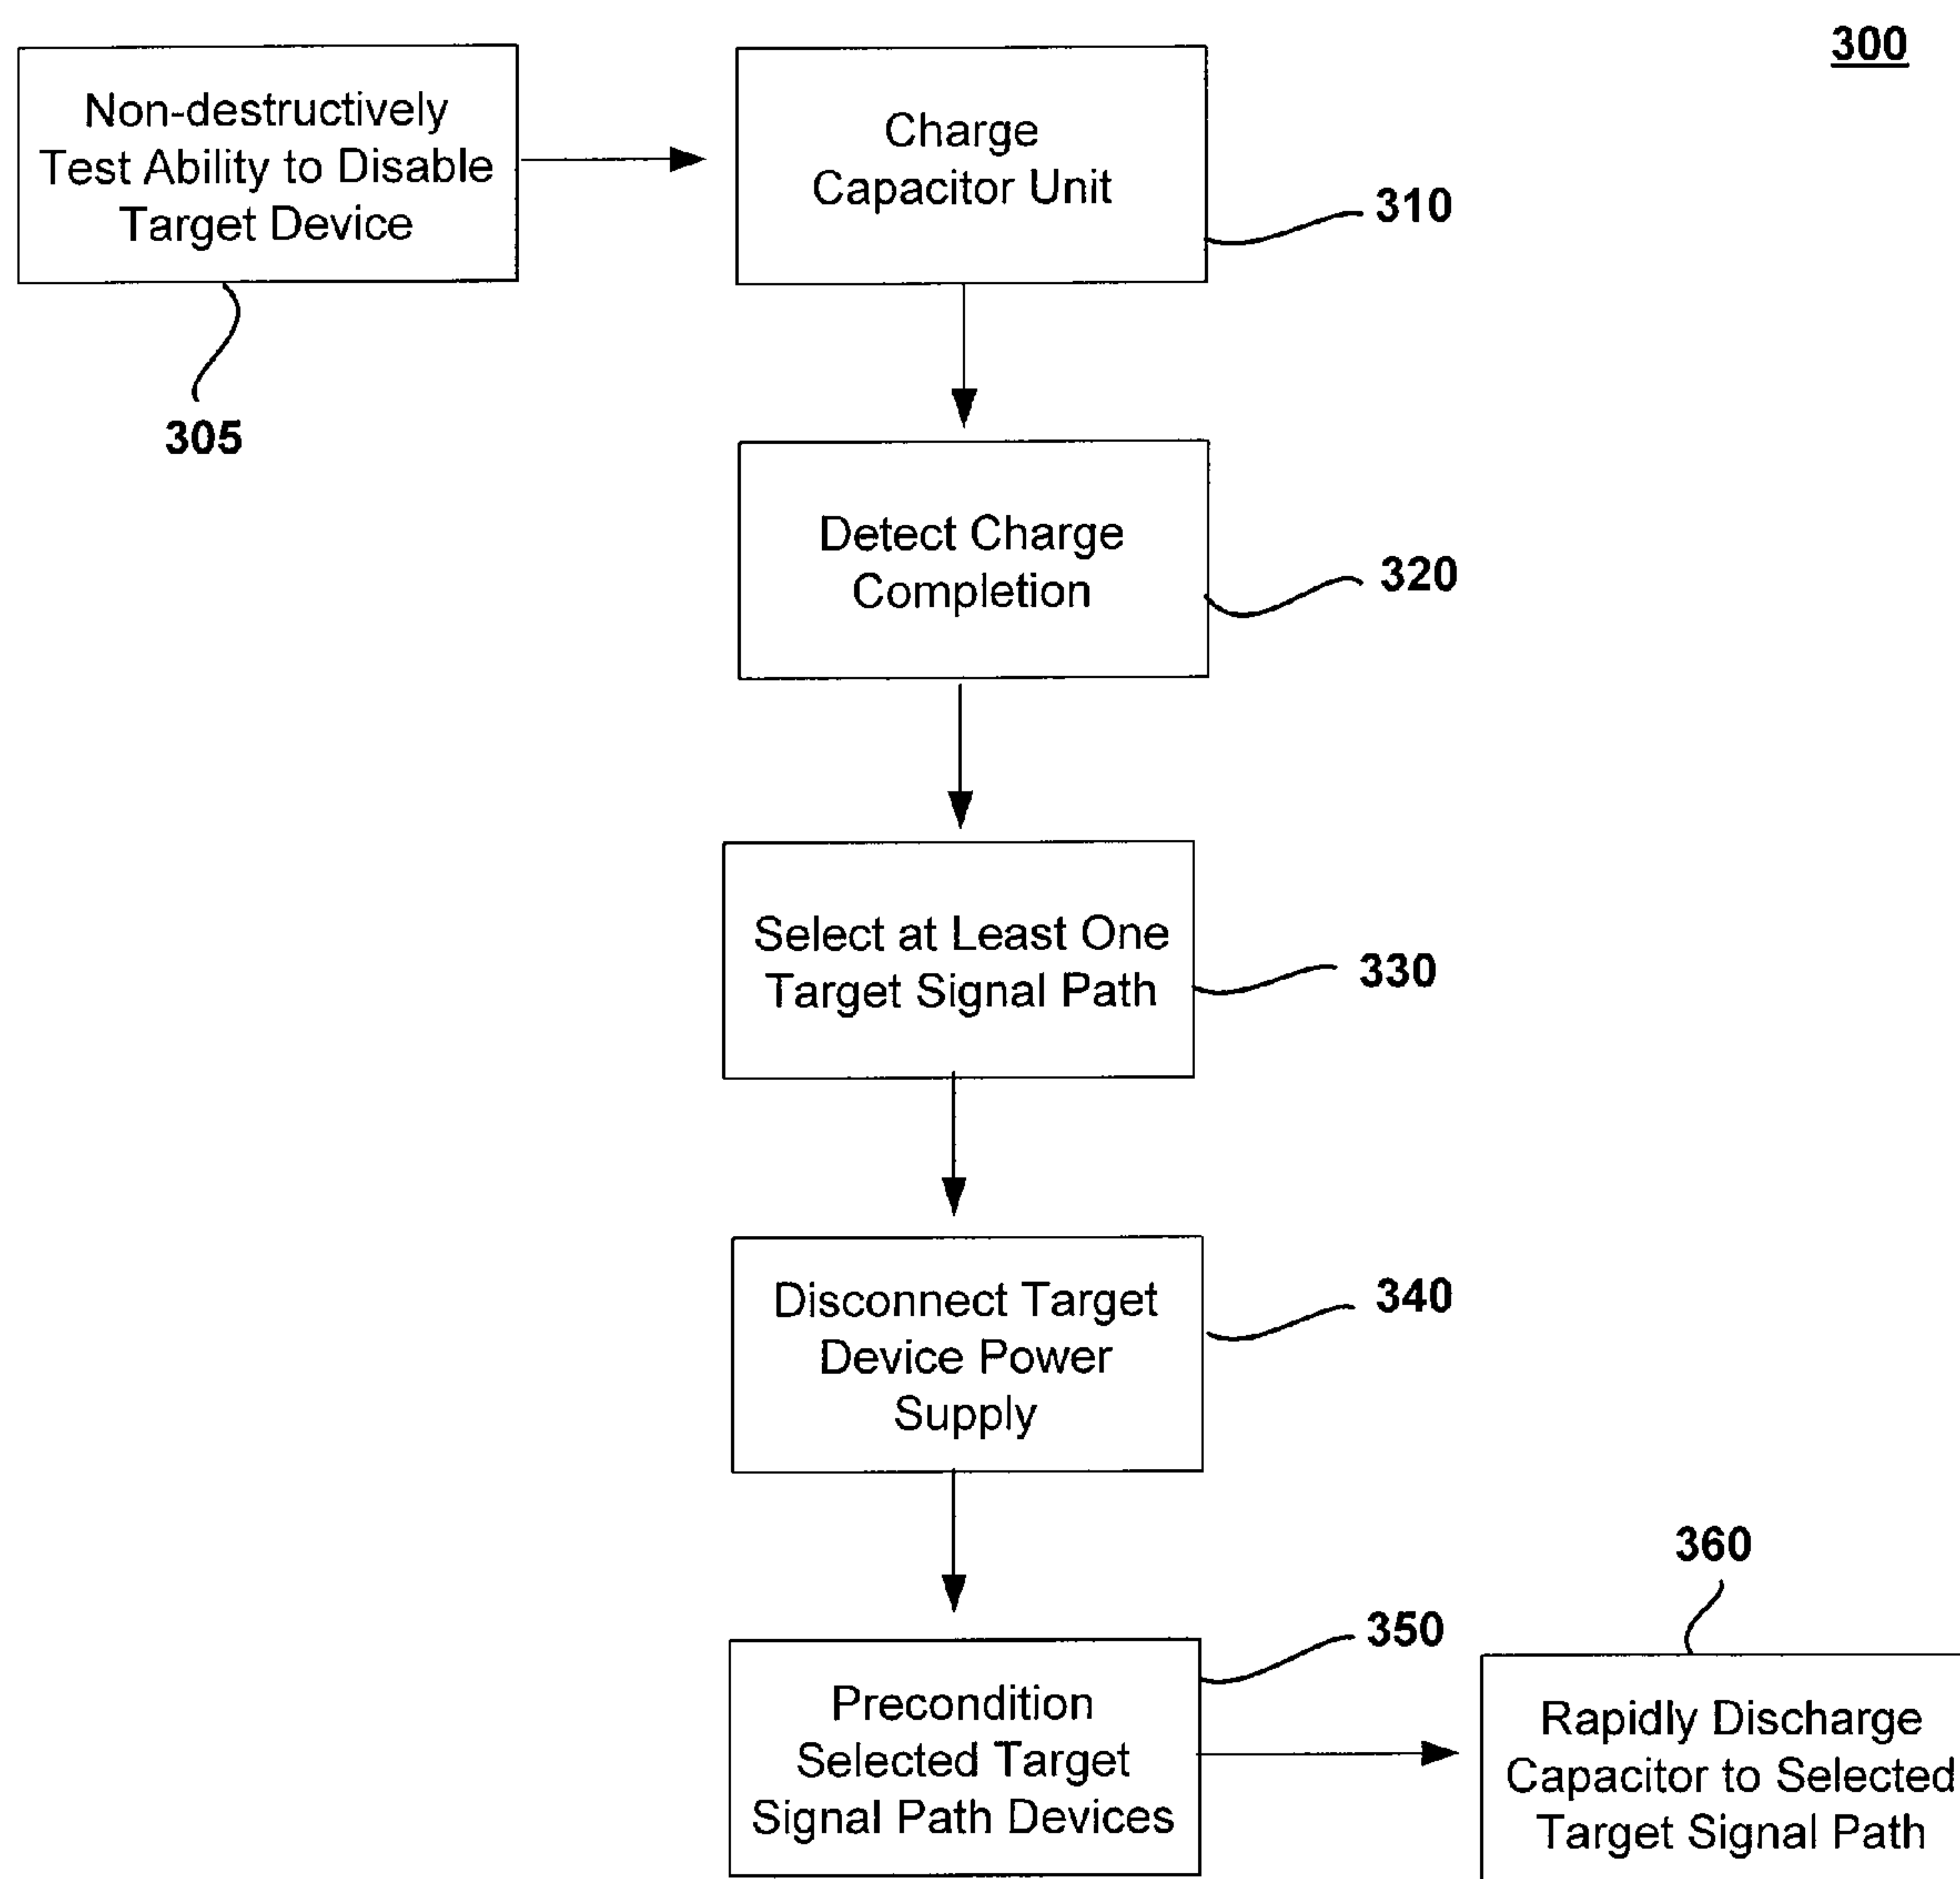 300
Non-destructively
Test Ability to Disable
Target Device
305
Charge
Capacitor Unit
310
Detect Charge
Completion
320
Select at Least One
Target Signal Path
330
Disconnect Target
Device Power
Supply
340
Precondition
Selected Target
Signal Path Devices
350
360
Rapidly Discharge
Capacitor to Selected
Target Signal Path